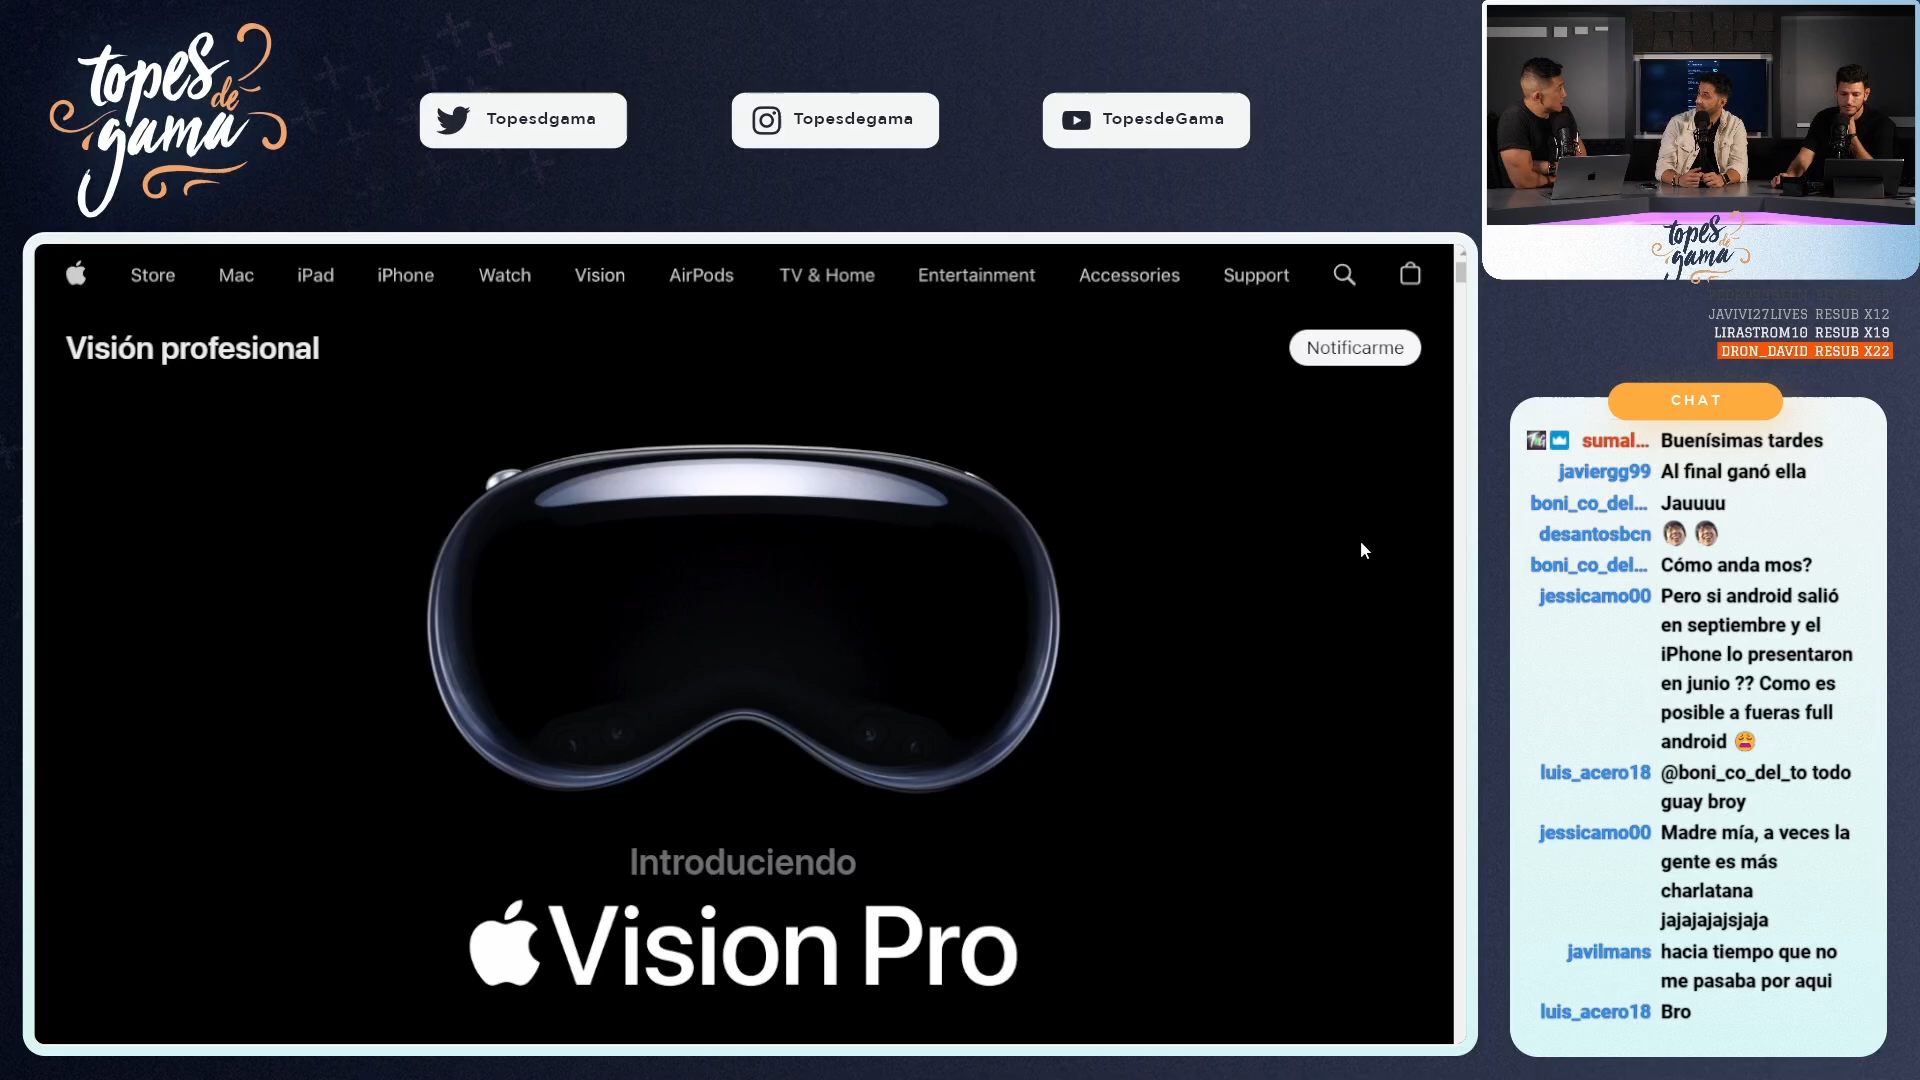 topes
de
gama
Topesdgama
Topesdegama
TopesdeGama
Store Mac iPad iPhone Watch Vision AirPods TV & Home Entertainment Accessories Support
Visión profesional
Notificarme
Introduciendo
Vision Pro
topes
de
gama
JAVIVI27LIVES RESUB X12
LIRASTROM10 RESUB X19
DRON_DAVID RESUB X22
CHAT
sumal... Buenísimas tardes
javiergg99 Al final ganó ella
boni_co_del... Jauuuu
desantosbcn
boni_co_del... Cómo anda mos?
jessicamo00 Pero si android salió
en septiembre y el
iPhone lo presentaron
en junio ?? Como es
posible a fueras full
android
luis_acero18 @boni_co_del_to todo
guay broy
jessicamo00 Madre mía, a veces la
gente es más
charlatana
jajajajajsjaja
javilmans hacia tiempo que no
me pasaba por aqui
luis_acero18 Bro